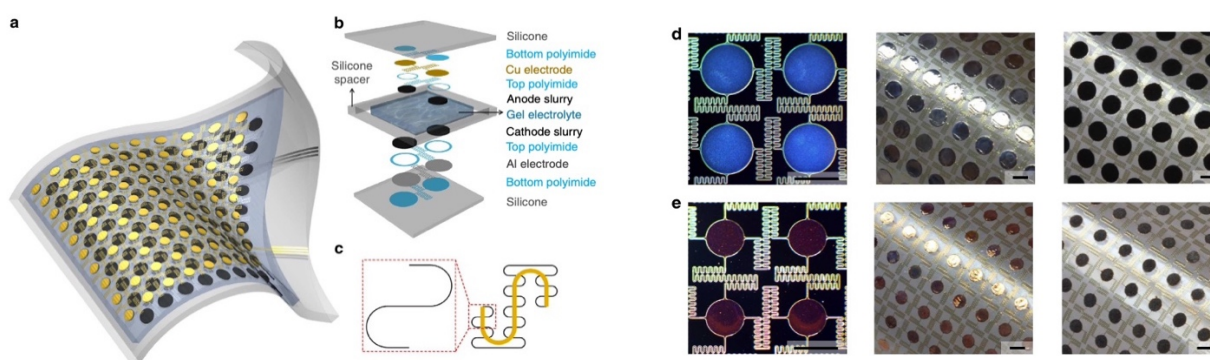 a
b
Silicone
Bottom polyimide
Cu electrode
Top polyimide
Silicone
spacer
Anode slurry
Gel electrolyte
Cathode slurry
Top polyimide
Al electrode
Bottom polyimide
Silicone
c
d
e